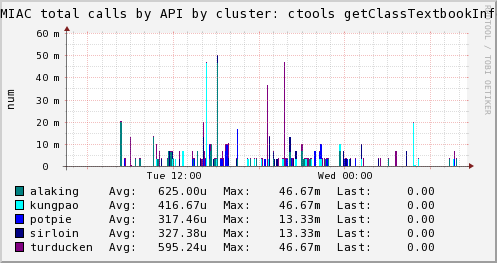 MIAC total calls by API by cluster: ctools getClassTextbookInf
RRDTOOL / TOBI OETIKER
60 m
50 m
40 m
30 m
20 m
10 m
0
num
Tue 12:00 Wed 00:00
alaking Avg: 625.00u Max: 46.67m Last: 0.00
kungpao Avg: 416.67u Max: 46.67m Last: 0.00
potpie Avg: 317.46u Max: 13.33m Last: 0.00
sirloin Avg: 327.38u Max: 13.33m Last: 0.00
turducken Avg: 595.24u Max: 46.67m Last: 0.00